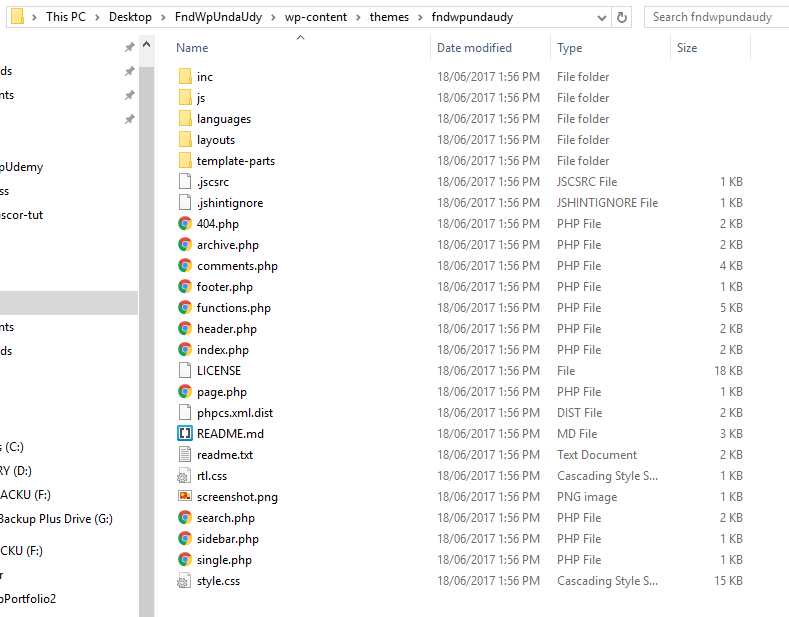 This PC > Desktop > FndWpUndaUdy > wp-content > themes > fndwpundaudy Search fndwpundaudy
Name Date modified Type Size
inc 18/06/2017 1:56 PM File folder
ds js 18/06/2017 1:56 PM File folder
nts languages 18/06/2017 1:56 PM File folder
layouts 18/06/2017 1:56 PM File folder
template-parts 18/06/2017 1:56 PM File folder
pUdemy .jscsrc 18/06/2017 1:56 PM JSCSRC File 1 KB
ss .jshintignore 18/06/2017 1:56 PM JSHINTIGNORE File 1 KB
ascor-tut 404.php 18/06/2017 1:56 PM PHP File 2 KB
archive.php 18/06/2017 1:56 PM PHP File 2 KB
comments.php 18/06/2017 1:56 PM PHP File 4 KB
footer.php 18/06/2017 1:56 PM PHP File 1 KB
functions.php 18/06/2017 1:56 PM PHP File 5 KB
nts header.php 18/06/2017 1:56 PM PHP File 2 KB
ds index.php 18/06/2017 1:56 PM PHP File 2 KB
LICENSE 18/06/2017 1:56 PM File 18 KB
page.php 18/06/2017 1:56 PM PHP File 1 KB
phpcs.xml.dist 18/06/2017 1:56 PM DIST File 2 KB
README.md 18/06/2017 1:56 PM MD File 3 KB
s (C:) readme.txt 18/06/2017 1:56 PM Text Document 1 KB
RY (D:) rtl.css 18/06/2017 1:56 PM Cascading Style S... 1 KB
ACKU (F:) screenshot.png 18/06/2017 1:56 PM PNG image 1 KB
Backup Plus Drive (G:) search.php 18/06/2017 1:56 PM PHP File 2 KB
CKU (F:) sidebar.php 18/06/2017 1:56 PM PHP File 1 KB
r single.php 18/06/2017 1:56 PM PHP File 1 KB
pPortfolio2 style.css 18/06/2017 1:56 PM Cascading Style S... 15 KB